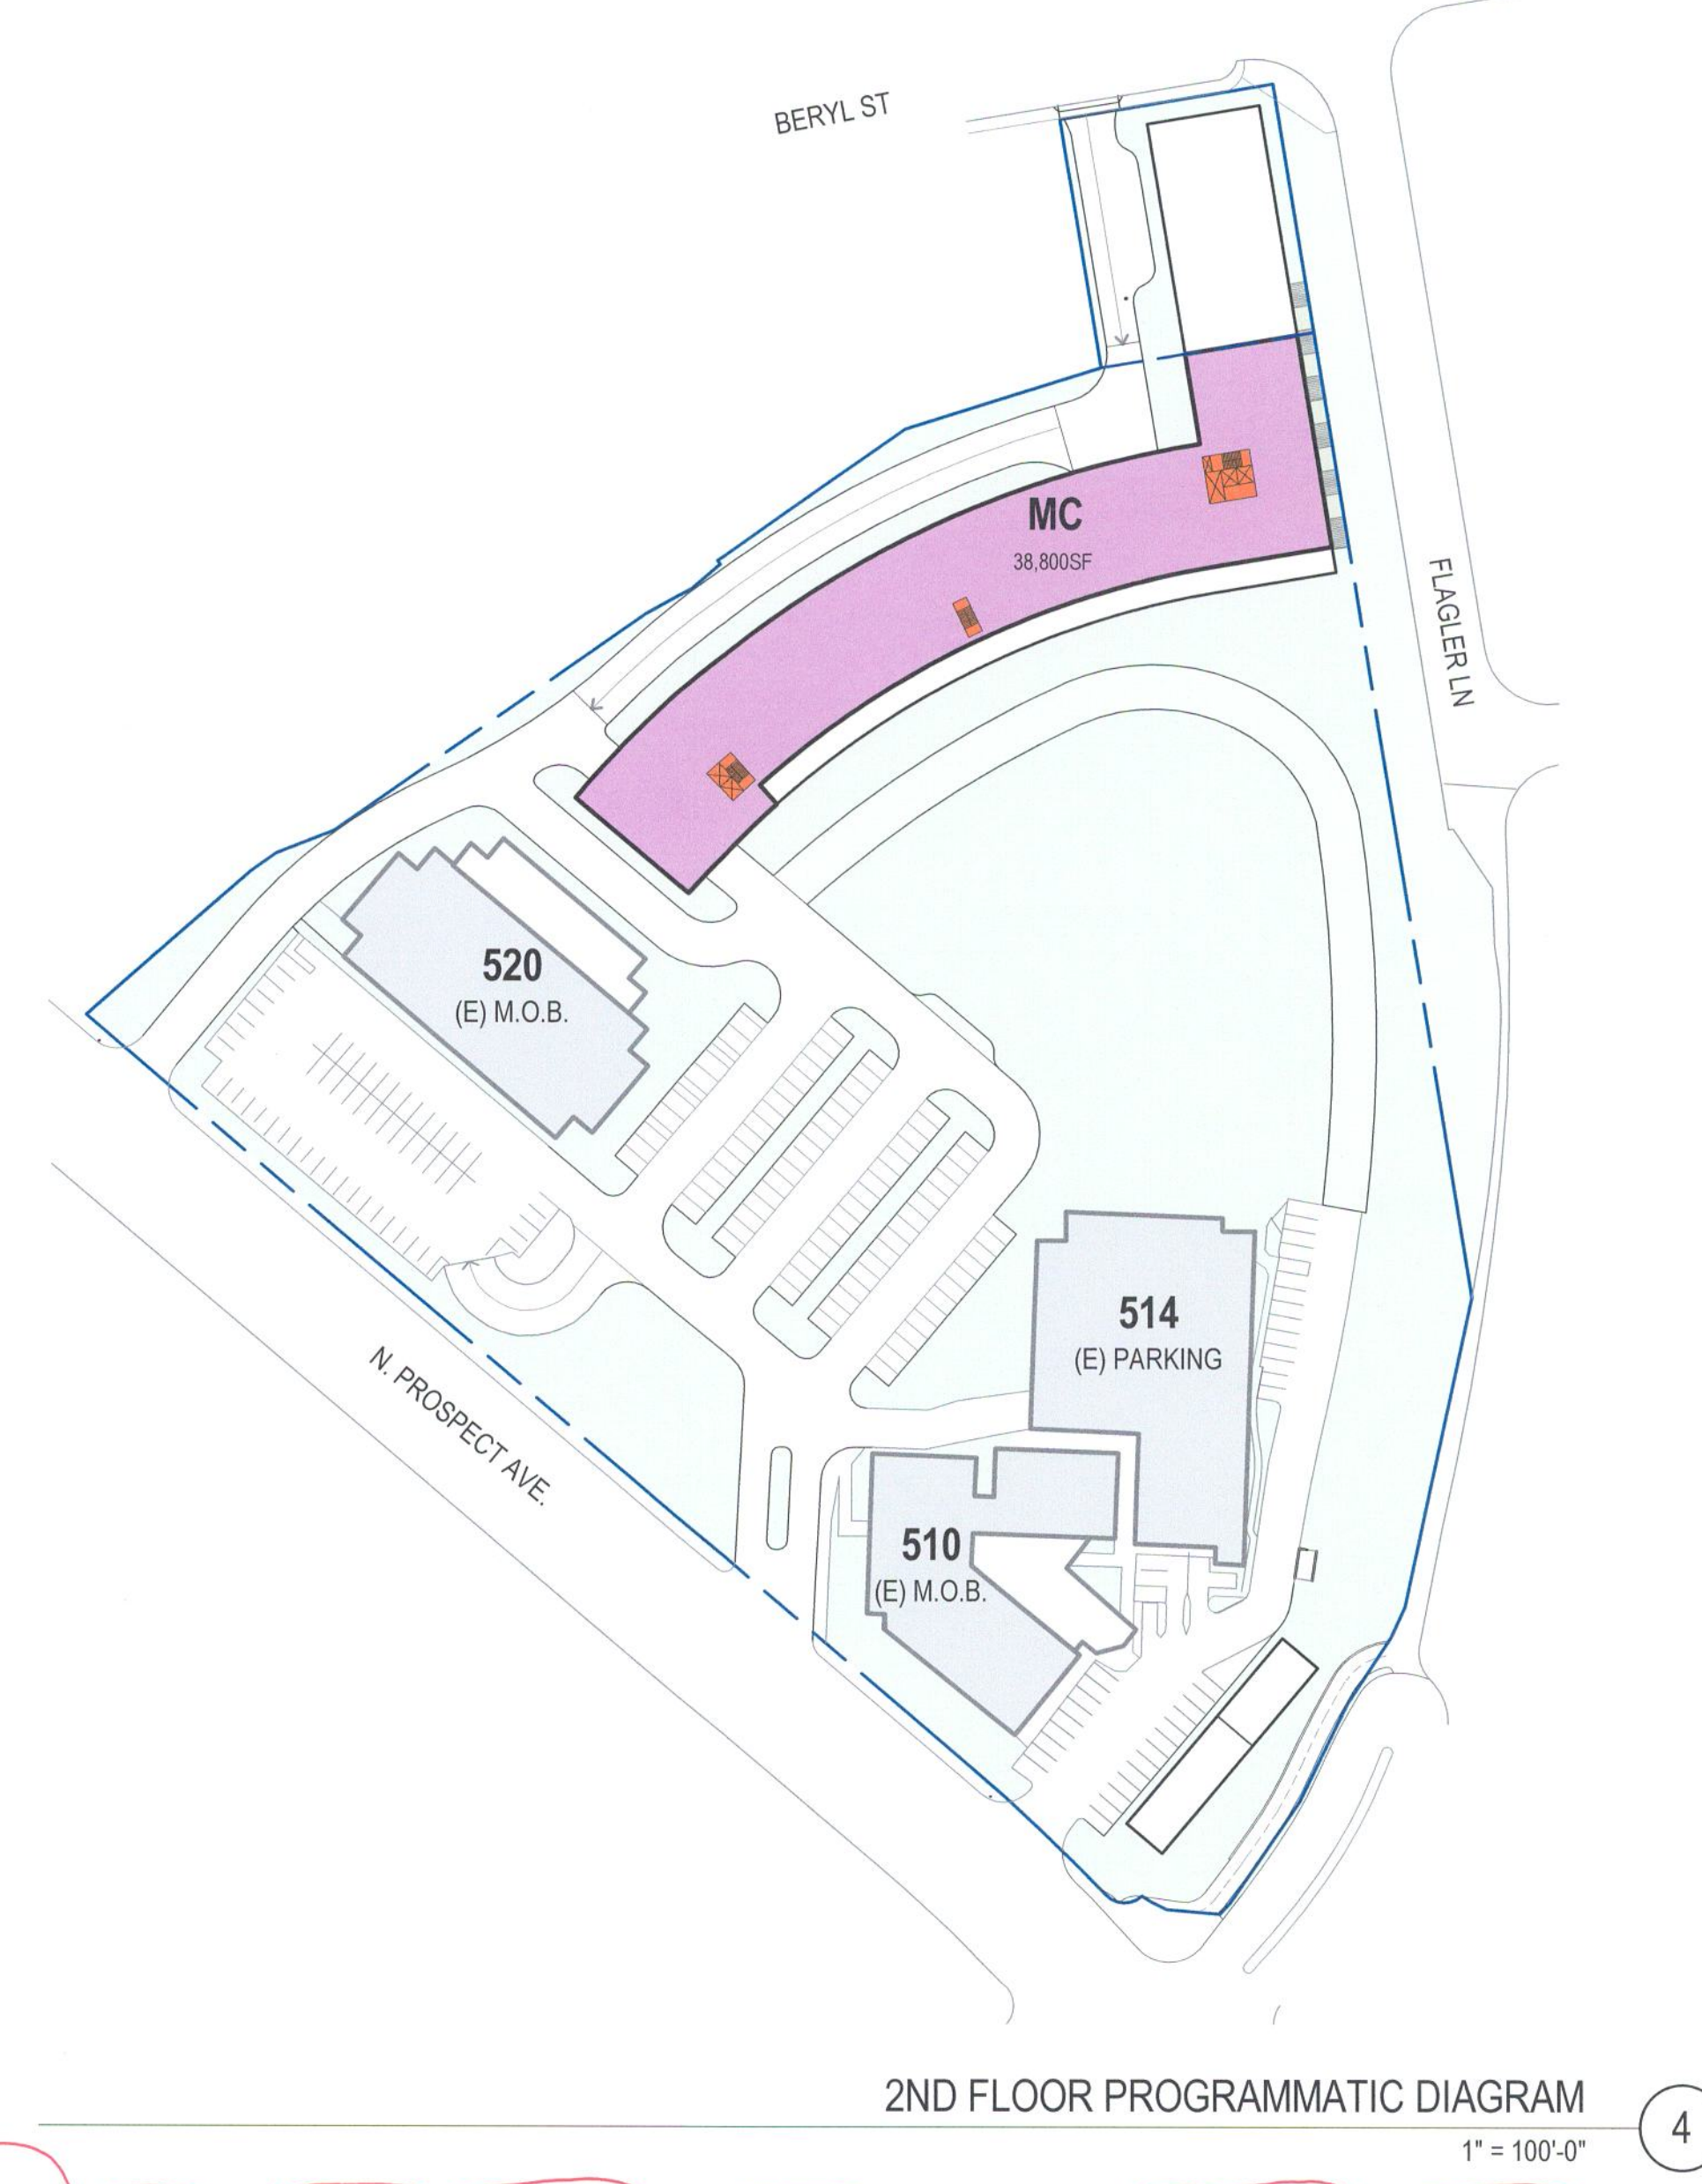 BERYL ST
MC
38,800SF
FLAGLER LN
520
(E) M.O.B.
514
(E) PARKING
N. PROSPECT AVE.
510
(E) M.O.B.
2ND FLOOR PROGRAMMATIC DIAGRAM
4
1" = 100'-0"